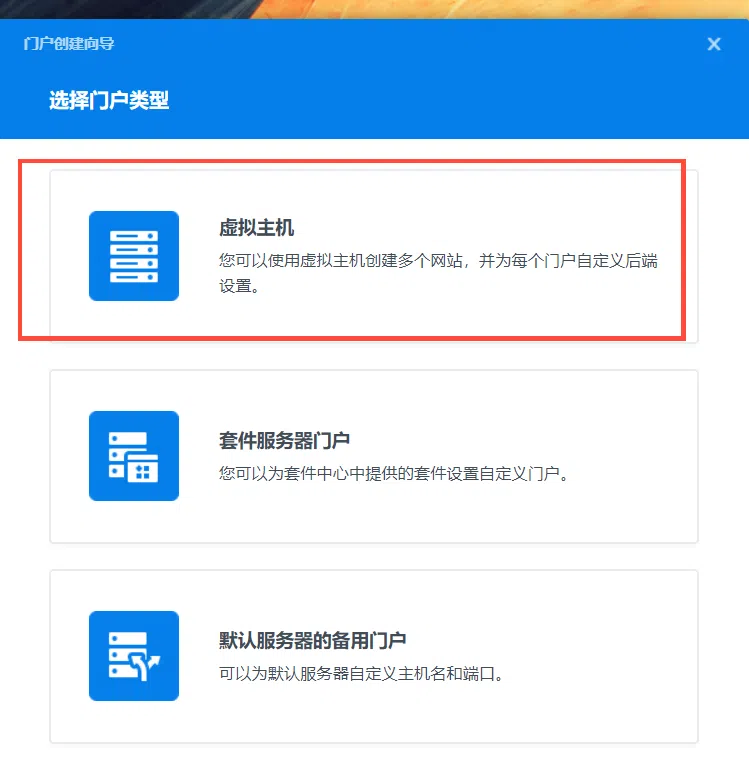 门户创建向导
选择门户类型
虚拟主机
您可以使用虚拟主机创建多个网站，并为每个门户自定义后端
设置。
套件服务器门户
您可以为套件中心中提供的套件设置自定义门户。
默认服务器的备用门户
可以为默认服务器自定义主机名和端口。